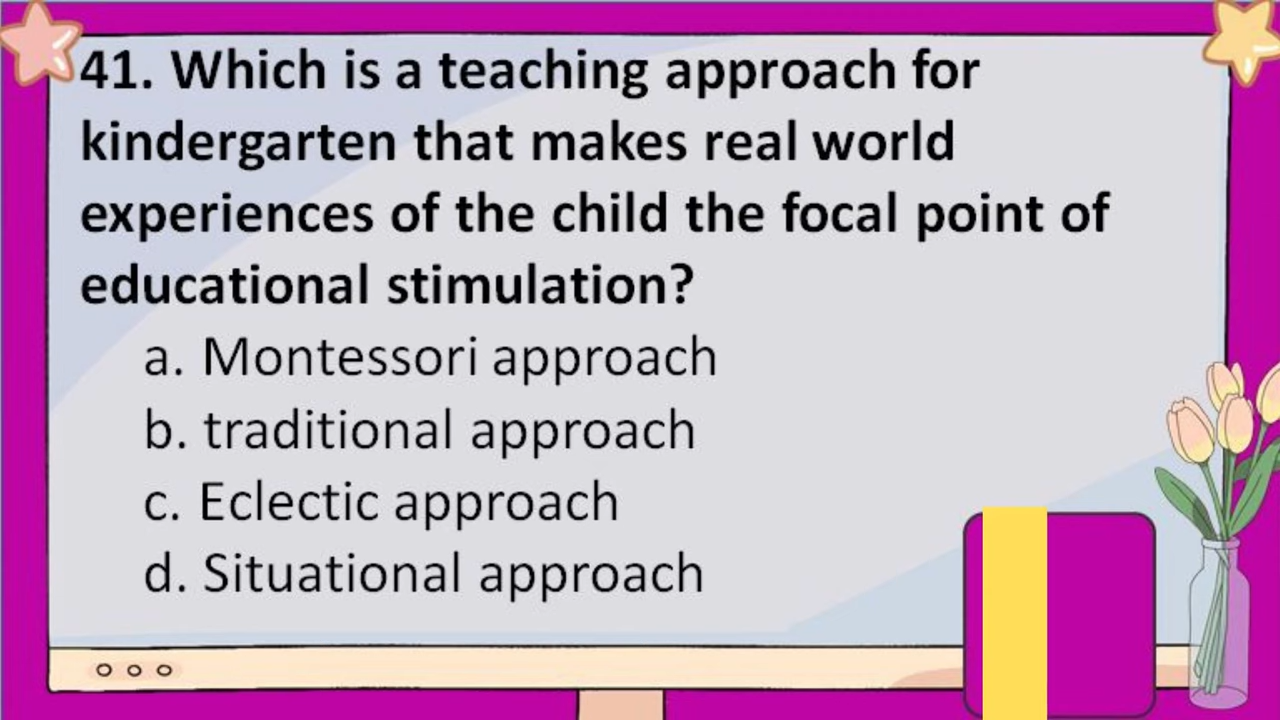 41. Which is a teaching approach for
kindergarten that makes real world
experiences of the child the focal point of
educational stimulation?
a. Montessori approach
b. traditional approach
c. Eclectic approach
d. Situational approach